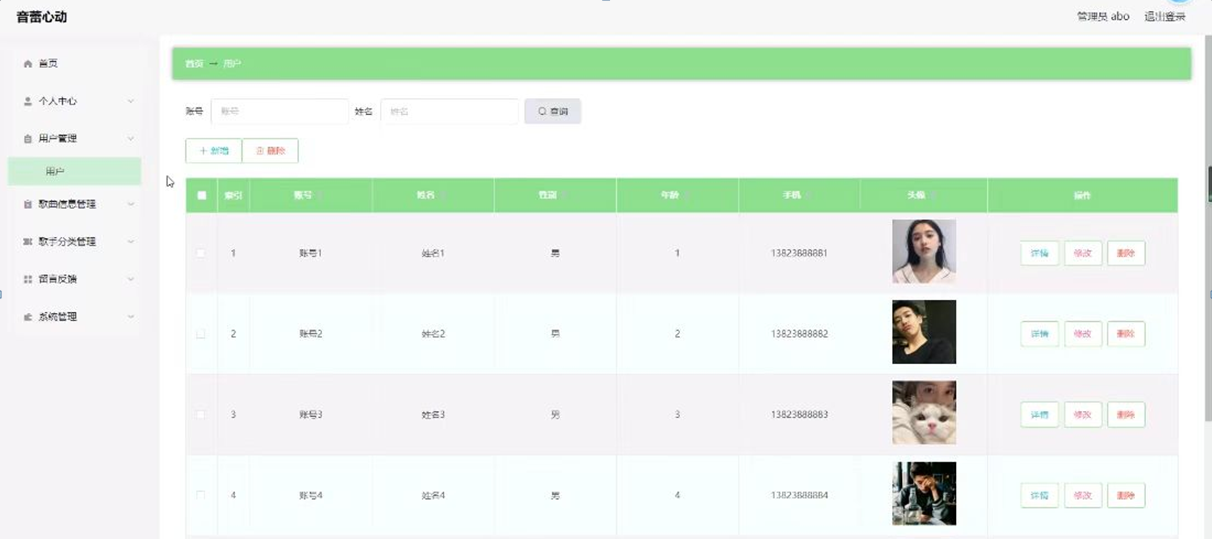 音蕾心动
管理员 abo 退出登录
首页
个人中心
用户管理
用户
歌曲信息管理
歌手分类管理
留言反馈
系统管理
首页 用户
账号 账号 姓名 姓名 查询
+ 新增 删除
索引 账号 姓名 性别 年龄 手机 头像 操作
1 账号1 姓名1 男 1 13823888881 详情 修改 删除
2 账号2 姓名2 男 2 13823888882 详情 修改 删除
3 账号3 姓名3 男 3 13823888883 详情 修改 删除
4 账号4 姓名4 男 4 13823888884 详情 修改 删除